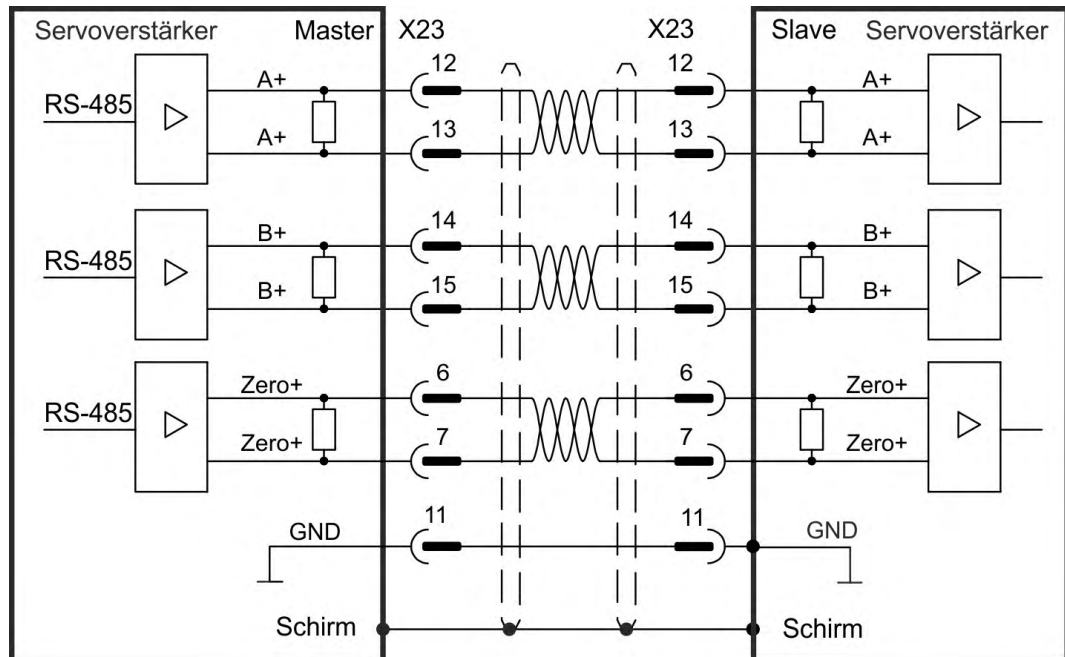 Servoverstärker Master X23 X23 Slave Servoverstärker
12 12
A+ A+
RS-485
13 13
A+ A+
14 14
B+ B+
RS-485
15 15
B+ B+
6 6
Zero+ Zero+
RS-485
7 7
Zero+ Zero+
11 11
GND GND
Schirm Schirm